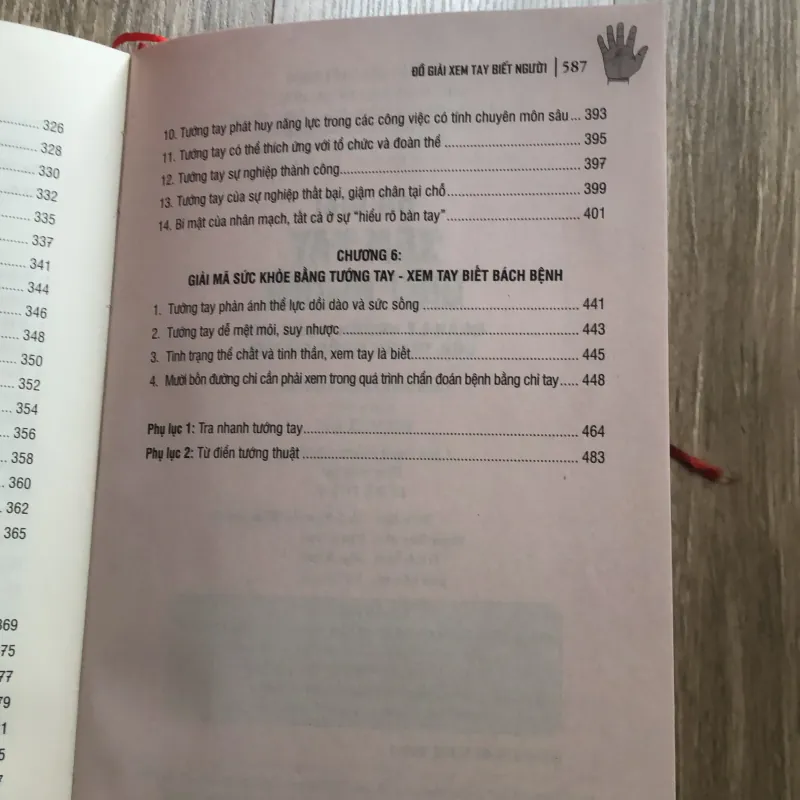 326
328
330
332
335
337
341
344
346
348
350
352
354
356
358
360
362
365
369
75
77
79
1
5
ĐỒ GIẢI XEM TAY BIẾT NGƯỜI | 587
10. Tướng tay phát huy năng lực trong các công việc có tính chuyên môn sâu... 393
11. Tướng tay có thể thích ứng với tổ chức và đoàn thể ... 395
12. Tướng tay sự nghiệp thành công... 397
13. Tướng tay của sự nghiệp thất bại, giậm chân tại chỗ... 399
14. Bí mật của nhân mạch, tất cả ở sự "hiểu rõ bàn tay"... 401
CHƯƠNG 6:
GIẢI MÃ SỨC KHỎE BẰNG TƯỚNG TAY - XEM TAY BIẾT BÁCH BỆNH
1. Tướng tay phản ánh thể lực dồi dào và sức sống ... 441
2. Tướng tay dễ mệt mỏi, suy nhược ... 443
3. Tình trạng thể chất và tinh thần, xem tay là biết... 445
4. Mười bốn đường chỉ cần phải xem trong quá trình chẩn đoán bệnh bằng chỉ tay..... 448
Phụ lục 1: Tra nhanh tướng tay... 464
Phụ lục 2: Từ điển tướng thuật ... 483